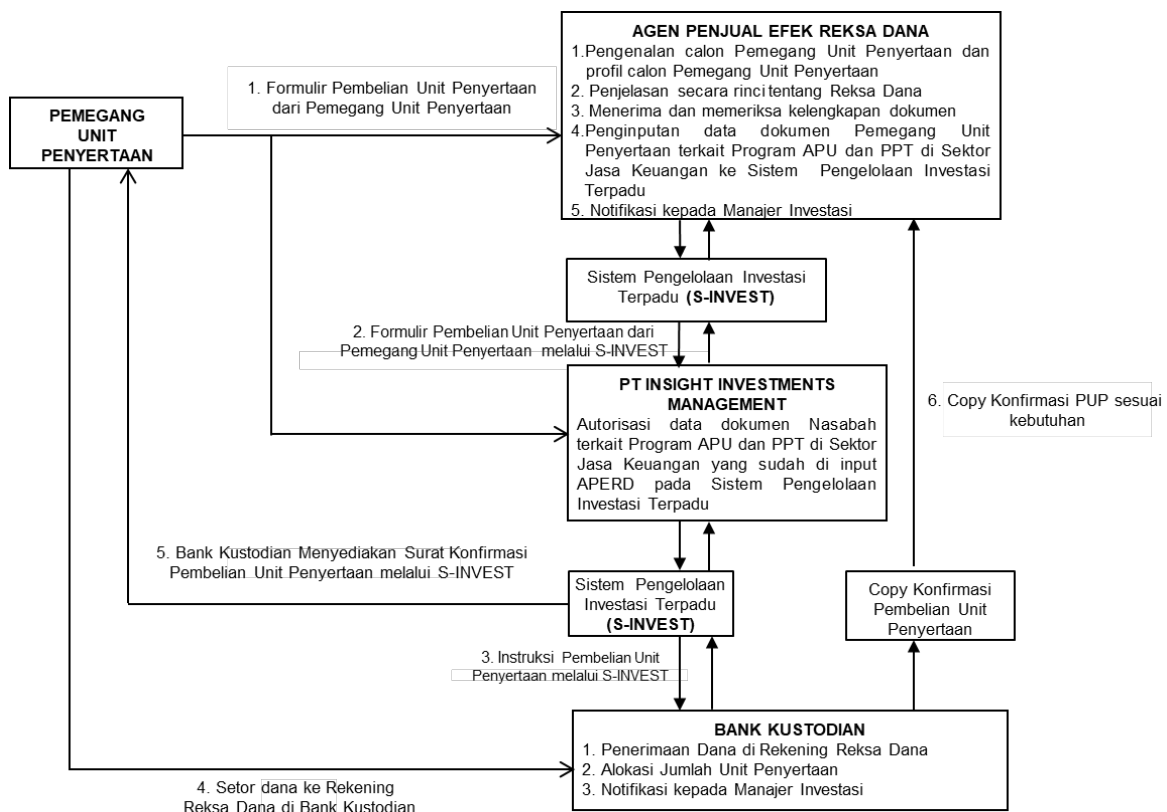 AGEN PENJUAL EFEK REKSA DANA
1.Pengenalan calon Pemegang Unit Penyertaan dan
profil calon Pemegang Unit Penyertaan
2. Penjelasan secara rinci tentang Reksa Dana
3. Menerima dan memeriksa kelengkapan dokumen
4.Penginputan data dokumen Pemegang Unit
Penyertaan terkait Program APU dan PPT di Sektor
Jasa Keuangan ke Sistem Pengelolaan Investasi
Terpadu
5. Notifikasi kepada Manajer Investasi
1. Formulir Pembelian Unit Penyertaan
dari Pemegang Unit Penyertaan
PEMEGANG
UNIT
PENYERTAAN
Sistem Pengelolaan Investasi
Terpadu (S-INVEST)
2. Formulir Pembelian Unit Penyertaan dari
Pemegang Unit Penyertaan melalui S-INVEST
PT INSIGHT INVESTMENTS
MANAGEMENT
Autorisasi data dokumen Nasabah
terkait Program APU dan PPT di Sektor
Jasa Keuangan yang sudah di input
APERD pada Sistem Pengelolaan
Investasi Terpadu
6. Copy Konfirmasi PUP sesuai
kebutuhan
5. Bank Kustodian Menyediakan Surat Konfirmasi
Pembelian Unit Penyertaan melalui S-INVEST
Sistem Pengelolaan
Investasi Terpadu
(S-INVEST)
Copy Konfirmasi
Pembelian Unit
Penyertaan
3. Instruksi Pembelian Unit
Penyertaan melalui S-INVEST
BANK KUSTODIAN
1. Penerimaan Dana di Rekening Reksa Dana
2. Alokasi Jumlah Unit Penyertaan
3. Notifikasi kepada Manajer Investasi
4. Setor dana ke Rekening
Reksa Dana di Bank Kustodian